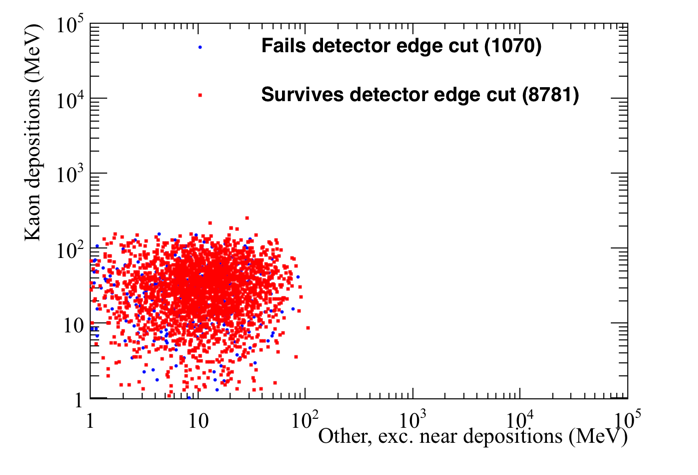 10^5
Fails detector edge cut (1070)
Survives detector edge cut (8781)
10^4
10^3
10^2
10
1
Kaon depositions (MeV)
1 10 10^2 10^3 10^4 10^5
Other, exc. near depositions (MeV)